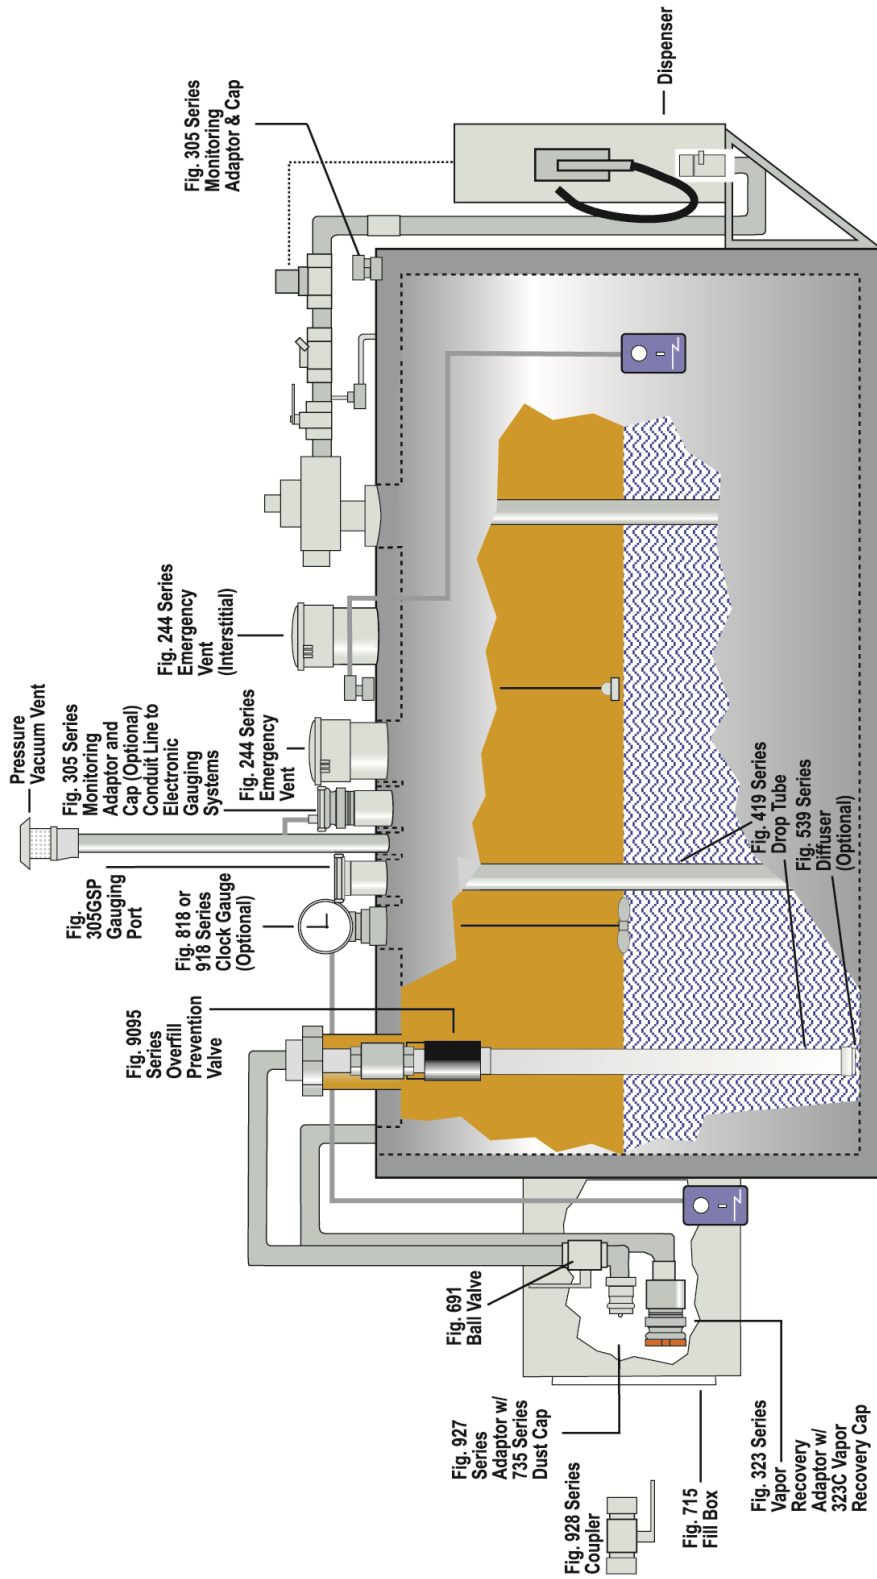 Fig. 928 Series
Coupler
Fig. 715
Fill Box
Fig. 323 Series
Vapor
Recovery
Adaptor w/
323C Vapor
Recovery Cap
Fig. 927
Series
Adaptor w/
735 Series
Dust Cap
Fig. 691
Ball Valve
Fig. 9095
Series
Overfill
Prevention
Valve
Fig. 818 or
918 Series
Clock Gauge
(Optional)
Fig.
305GSP
Gauging
Port
Pressure
Vacuum Vent
Fig. 305 Series
Monitoring
Adaptor and
Cap (Optional)
Conduit Line to
Electronic
Gauging
Systems
Fig. 244 Series
Emergency
Vent
Fig. 244 Series
Emergency
Vent
(Interstitial)
Fig. 305 Series
Monitoring
Adaptor & Cap
Dispenser
Fig. 419 Series
Drop Tube
Fig. 539 Series
Diffuser
(Optional)